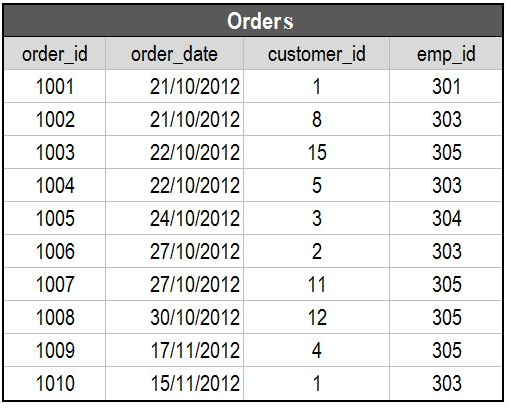 Orders
order_id order_date customer_id emp_id
1001 21/10/2012 1 301
1002 21/10/2012 8 303
1003 22/10/2012 15 305
1004 22/10/2012 5 303
1005 24/10/2012 3 304
1006 27/10/2012 2 303
1007 27/10/2012 11 305
1008 30/10/2012 12 305
1009 17/11/2012 4 305
1010 15/11/2012 1 303